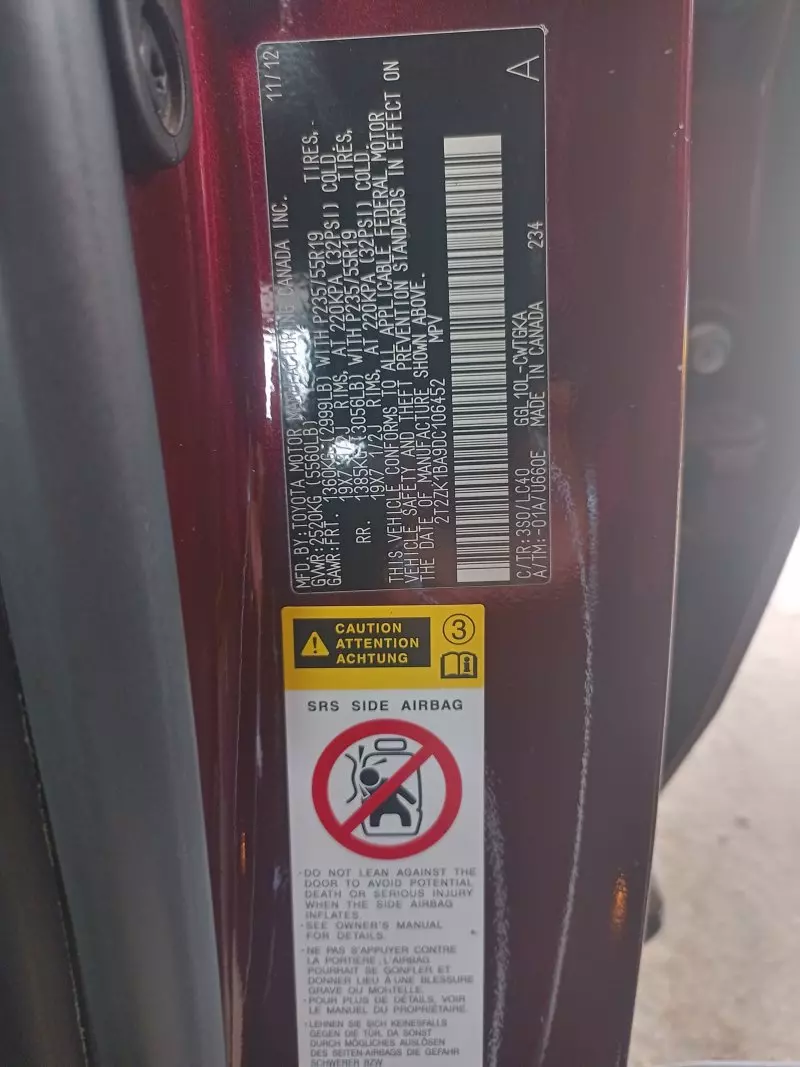 MFD. BY: TOYOTA MOTOR MANUFACTURING CANADA INC. 11/12
GVWR: 2520KG (5560LB)
GAWR: FRT. 1360KG (2999LB) WITH P235/55R19 TIRES,
19X7 1/2J RIMS, AT 220KPA (32PSI) COLD.
RR. 1385KG (3056LB) WITH P235/55R19 TIRES,
19X7 1/2J RIMS, AT 220KPA (32PSI) COLD.
THIS VEHICLE CONFORMS TO ALL APPLICABLE FEDERAL MOTOR
VEHICLE SAFETY AND THEFT PREVENTION STANDARDS IN EFFECT ON
THE DATE OF MANUFACTURE SHOWN ABOVE.
2T2ZK1BA9DC106452 MPV
C/TR: 3S0/LC40 GGL10L-CWTGKA
A/TM: -01A/U660E MADE IN CANADA 234
A
CAUTION
ATTENTION
ACHTUNG
3
SRS SIDE AIRBAG
·DO NOT LEAN AGAINST THE
DOOR TO AVOID POTENTIAL
DEATH OR SERIOUS INJURY
WHEN THE SIDE AIRBAG
INFLATES.
·SEE OWNER'S MANUAL
FOR DETAILS.
·NE PAS S'APPUYER CONTRE
LA PORTIERE, L'AIRBAG
POURRAIT SE GONFLER ET
DONNER LIEU À UNE BLESSURE
GRAVE OU MORTELLE.
·POUR PLUS DE DÉTAILS, VOIR
LE MANUEL DU PROPRIÉTAIRE.
·LEHNEN SIE SICH KEINESFALLS
GEGEN DIE TÜR, DA SONST
DURCH MÖGLICHES AUSLÖSEN
DES SEITEN-AIRBAGS DIE GEFAHR
SCHWERER BZW